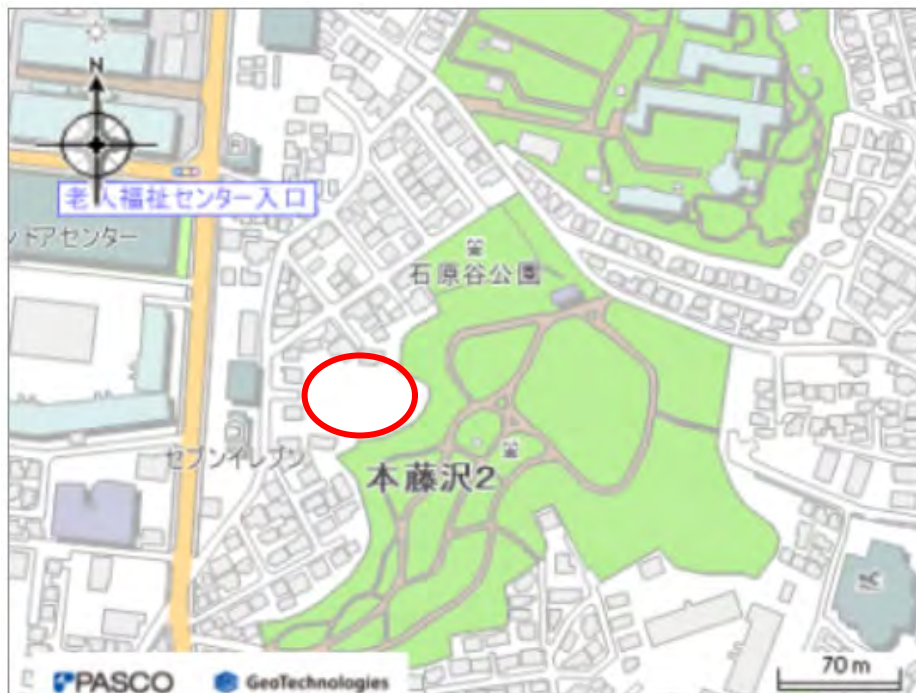 N
老人福祉センター入口
ンドアセンター
石原谷公園
セブンイレブン
本藤沢2
PASCO GeoTechnologies
70 m